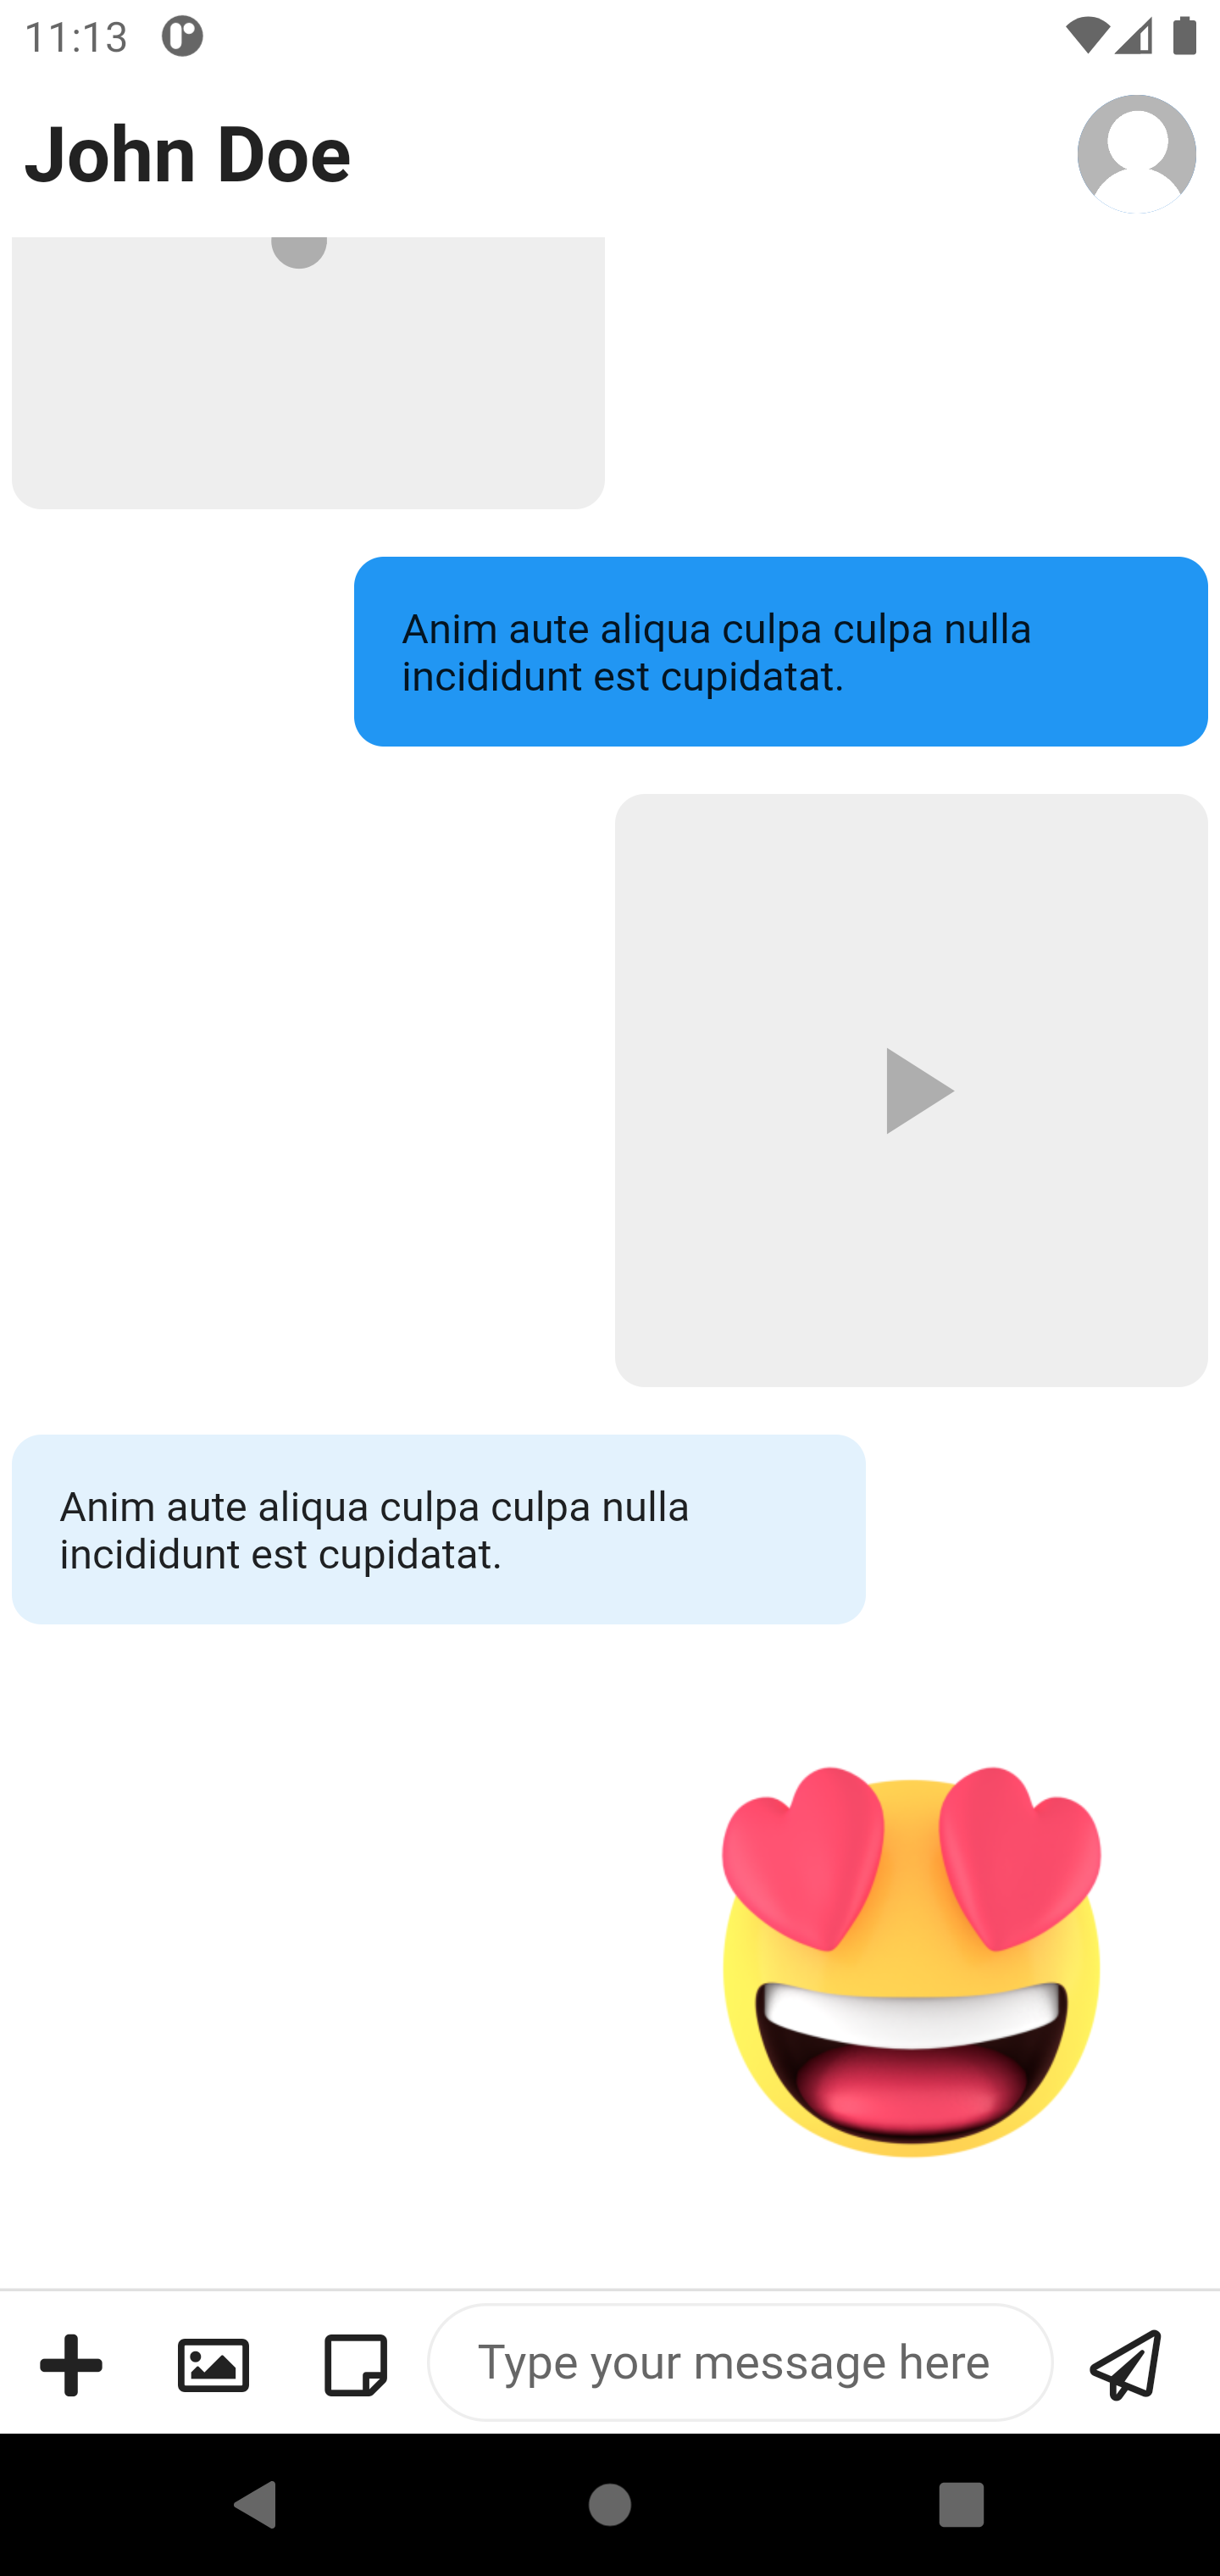 11:13
John Doe
Anim aute aliqua culpa culpa nulla
incididunt est cupidatat.
Anim aute aliqua culpa culpa nulla
incididunt est cupidatat.
Type your message here